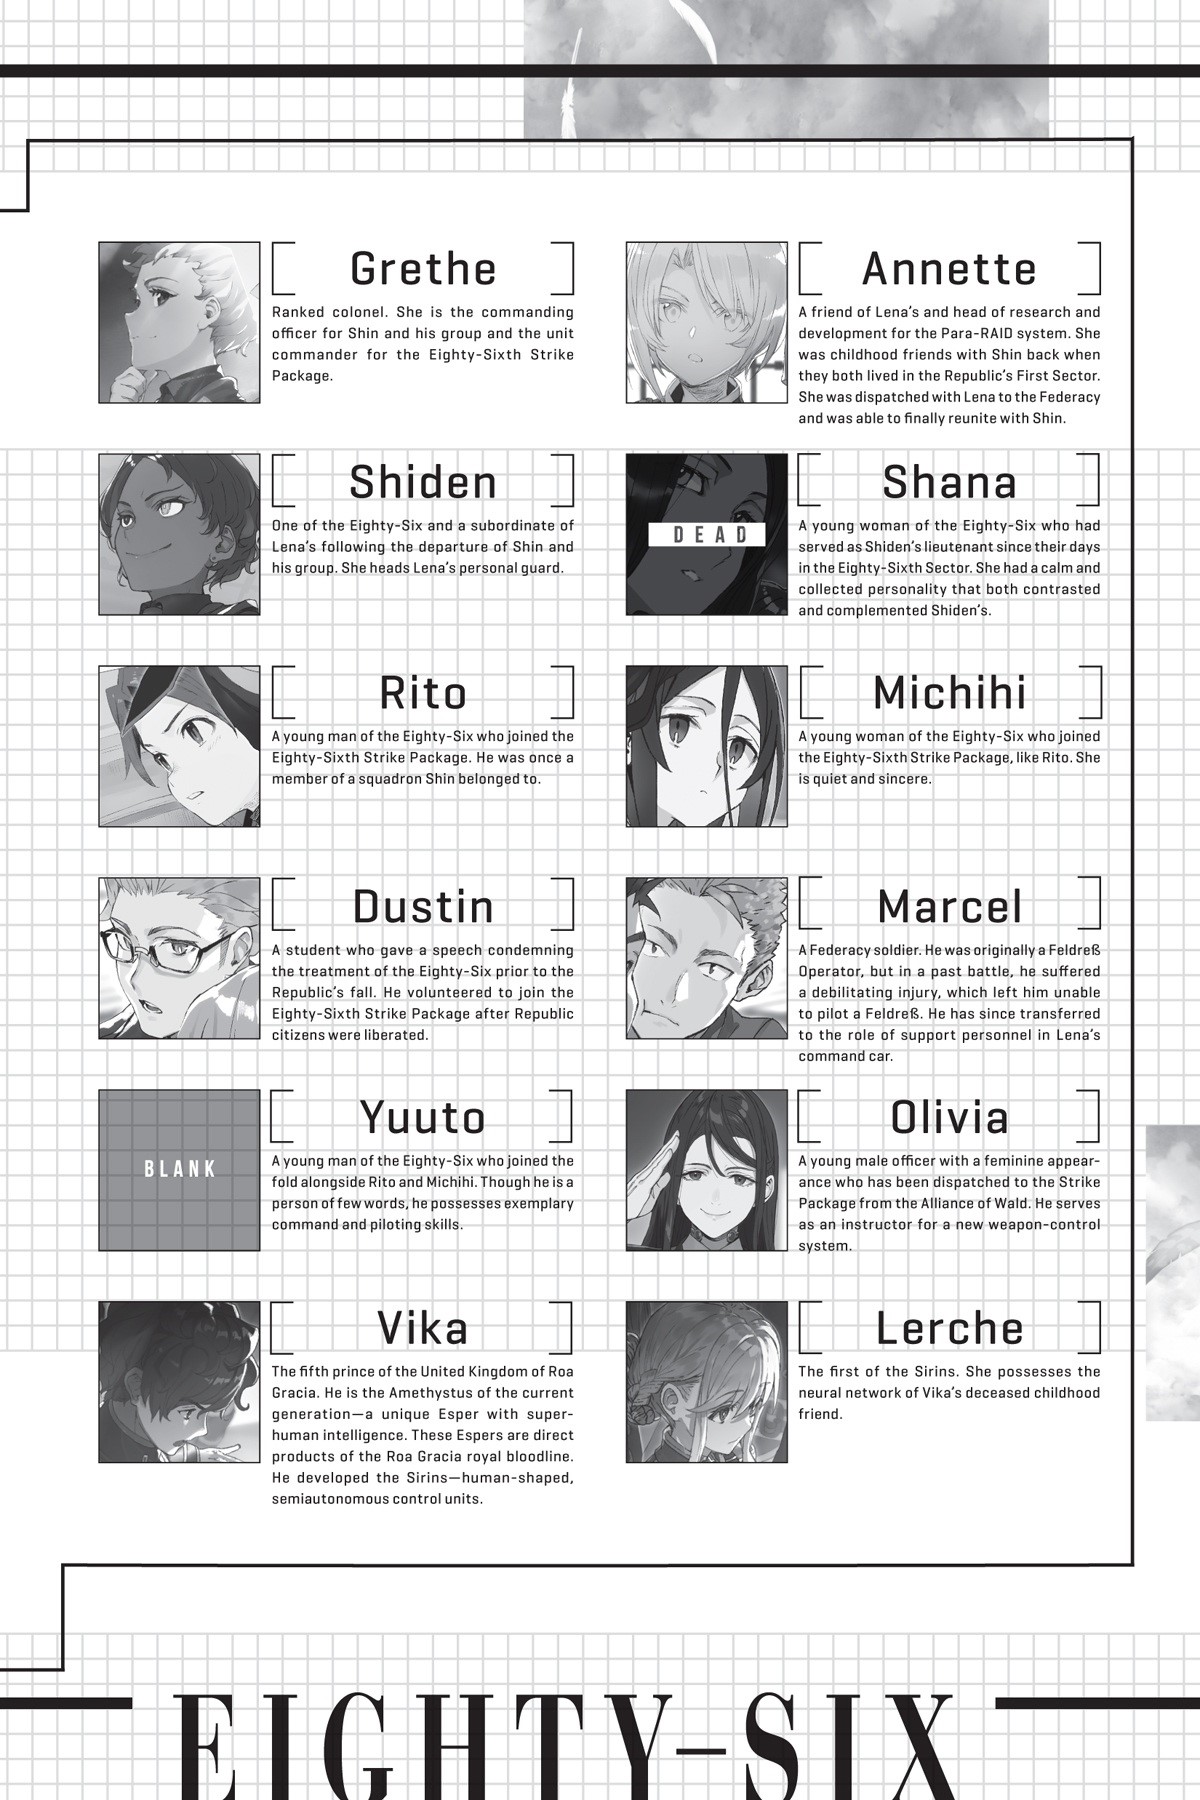 Grethe
Ranked colonel. She is the commanding
officer for Shin and his group and the unit
commander for the Eighty-Sixth Strike
Package.
Annette
A friend of Lena's and head of research and
development for the Para-RAID system. She
was childhood friends with Shin back when
they both lived in the Republic's First Sector.
She was dispatched with Lena to the Federacy
and was able to finally reunite with Shin.
Shiden
One of the Eighty-Six and a subordinate of
Lena's following the departure of Shin and
his group. She heads Lena's personal guard.
DEAD
Shana
A young woman of the Eighty-Six who had
served as Shiden's lieutenant since their days
in the Eighty-Sixth Sector. She had a calm and
collected personality that both contrasted
and complemented Shiden's.
Rito
A young man of the Eighty-Six who joined the
Eighty-Sixth Strike Package. He was once a
member of a squadron Shin belonged to.
Michihi
A young woman of the Eighty-Six who joined
the Eighty-Sixth Strike Package, like Rito. She
is quiet and sincere.
Dustin
A student who gave a speech condemning
the treatment of the Eighty-Six prior to the
Republic's fall. He volunteered to join the
Eighty-Sixth Strike Package after Republic
citizens were liberated.
Marcel
A Federacy soldier. He was originally a Feldreß
Operator, but in a past battle, he suffered
a debilitating injury, which left him unable
to pilot a Feldreß. He has since transferred
to the role of support personnel in Lena's
command car.
BLANK
Yuuto
A young man of the Eighty-Six who joined the
fold alongside Rito and Michihi. Though he is a
person of few words, he possesses exemplary
command and piloting skills.
Olivia
A young male officer with a feminine appear-
ance who has been dispatched to the Strike
Package from the Alliance of Wald. He serves
as an instructor for a new weapon-control
system.
Vika
The fifth prince of the United Kingdom of Roa
Gracia. He is the Amethystus of the current
generation—a unique Esper with super-
human intelligence. These Espers are direct
products of the Roa Gracia royal bloodline.
He developed the Sirins—human-shaped,
semiautonomous control units.
Lerche
The first of the Sirins. She possesses the
neural network of Vika's deceased childhood
friend.
EIGHTY-SIX